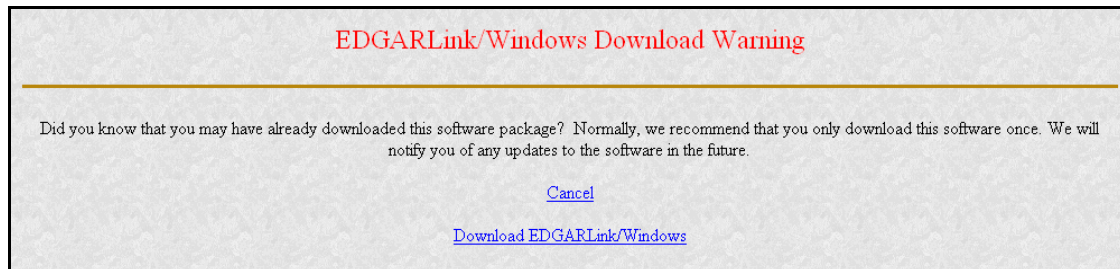 EDGARLink/Windows Download Warning
Did you know that you may have already downloaded this software package?  Normally, we recommend that you only download this software once. We will
notify you of any updates to the software in the future.
Cancel
Download EDGARLink/Windows